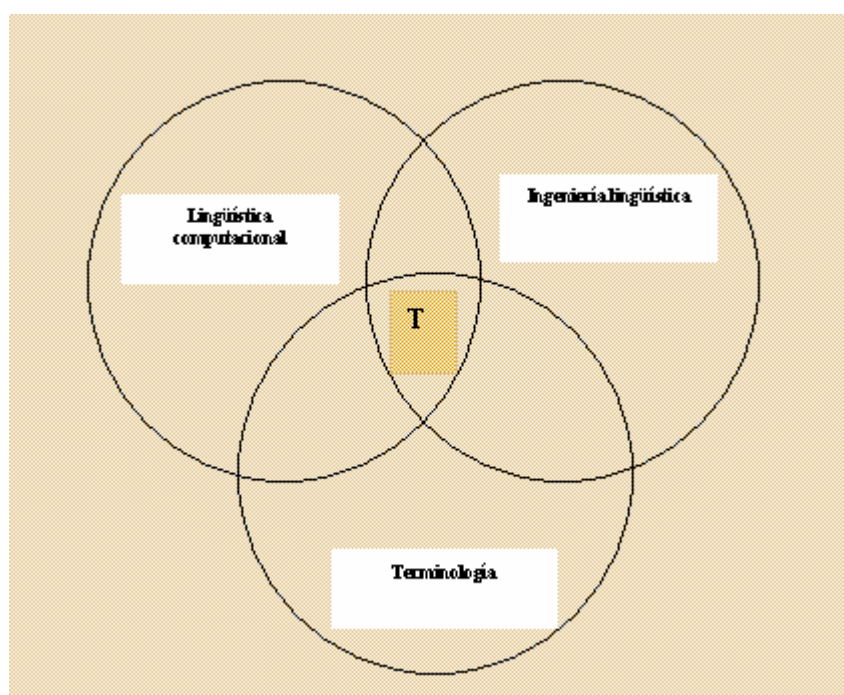 Lingüística
computacional
Ingeniería lingüística
T
Terminología